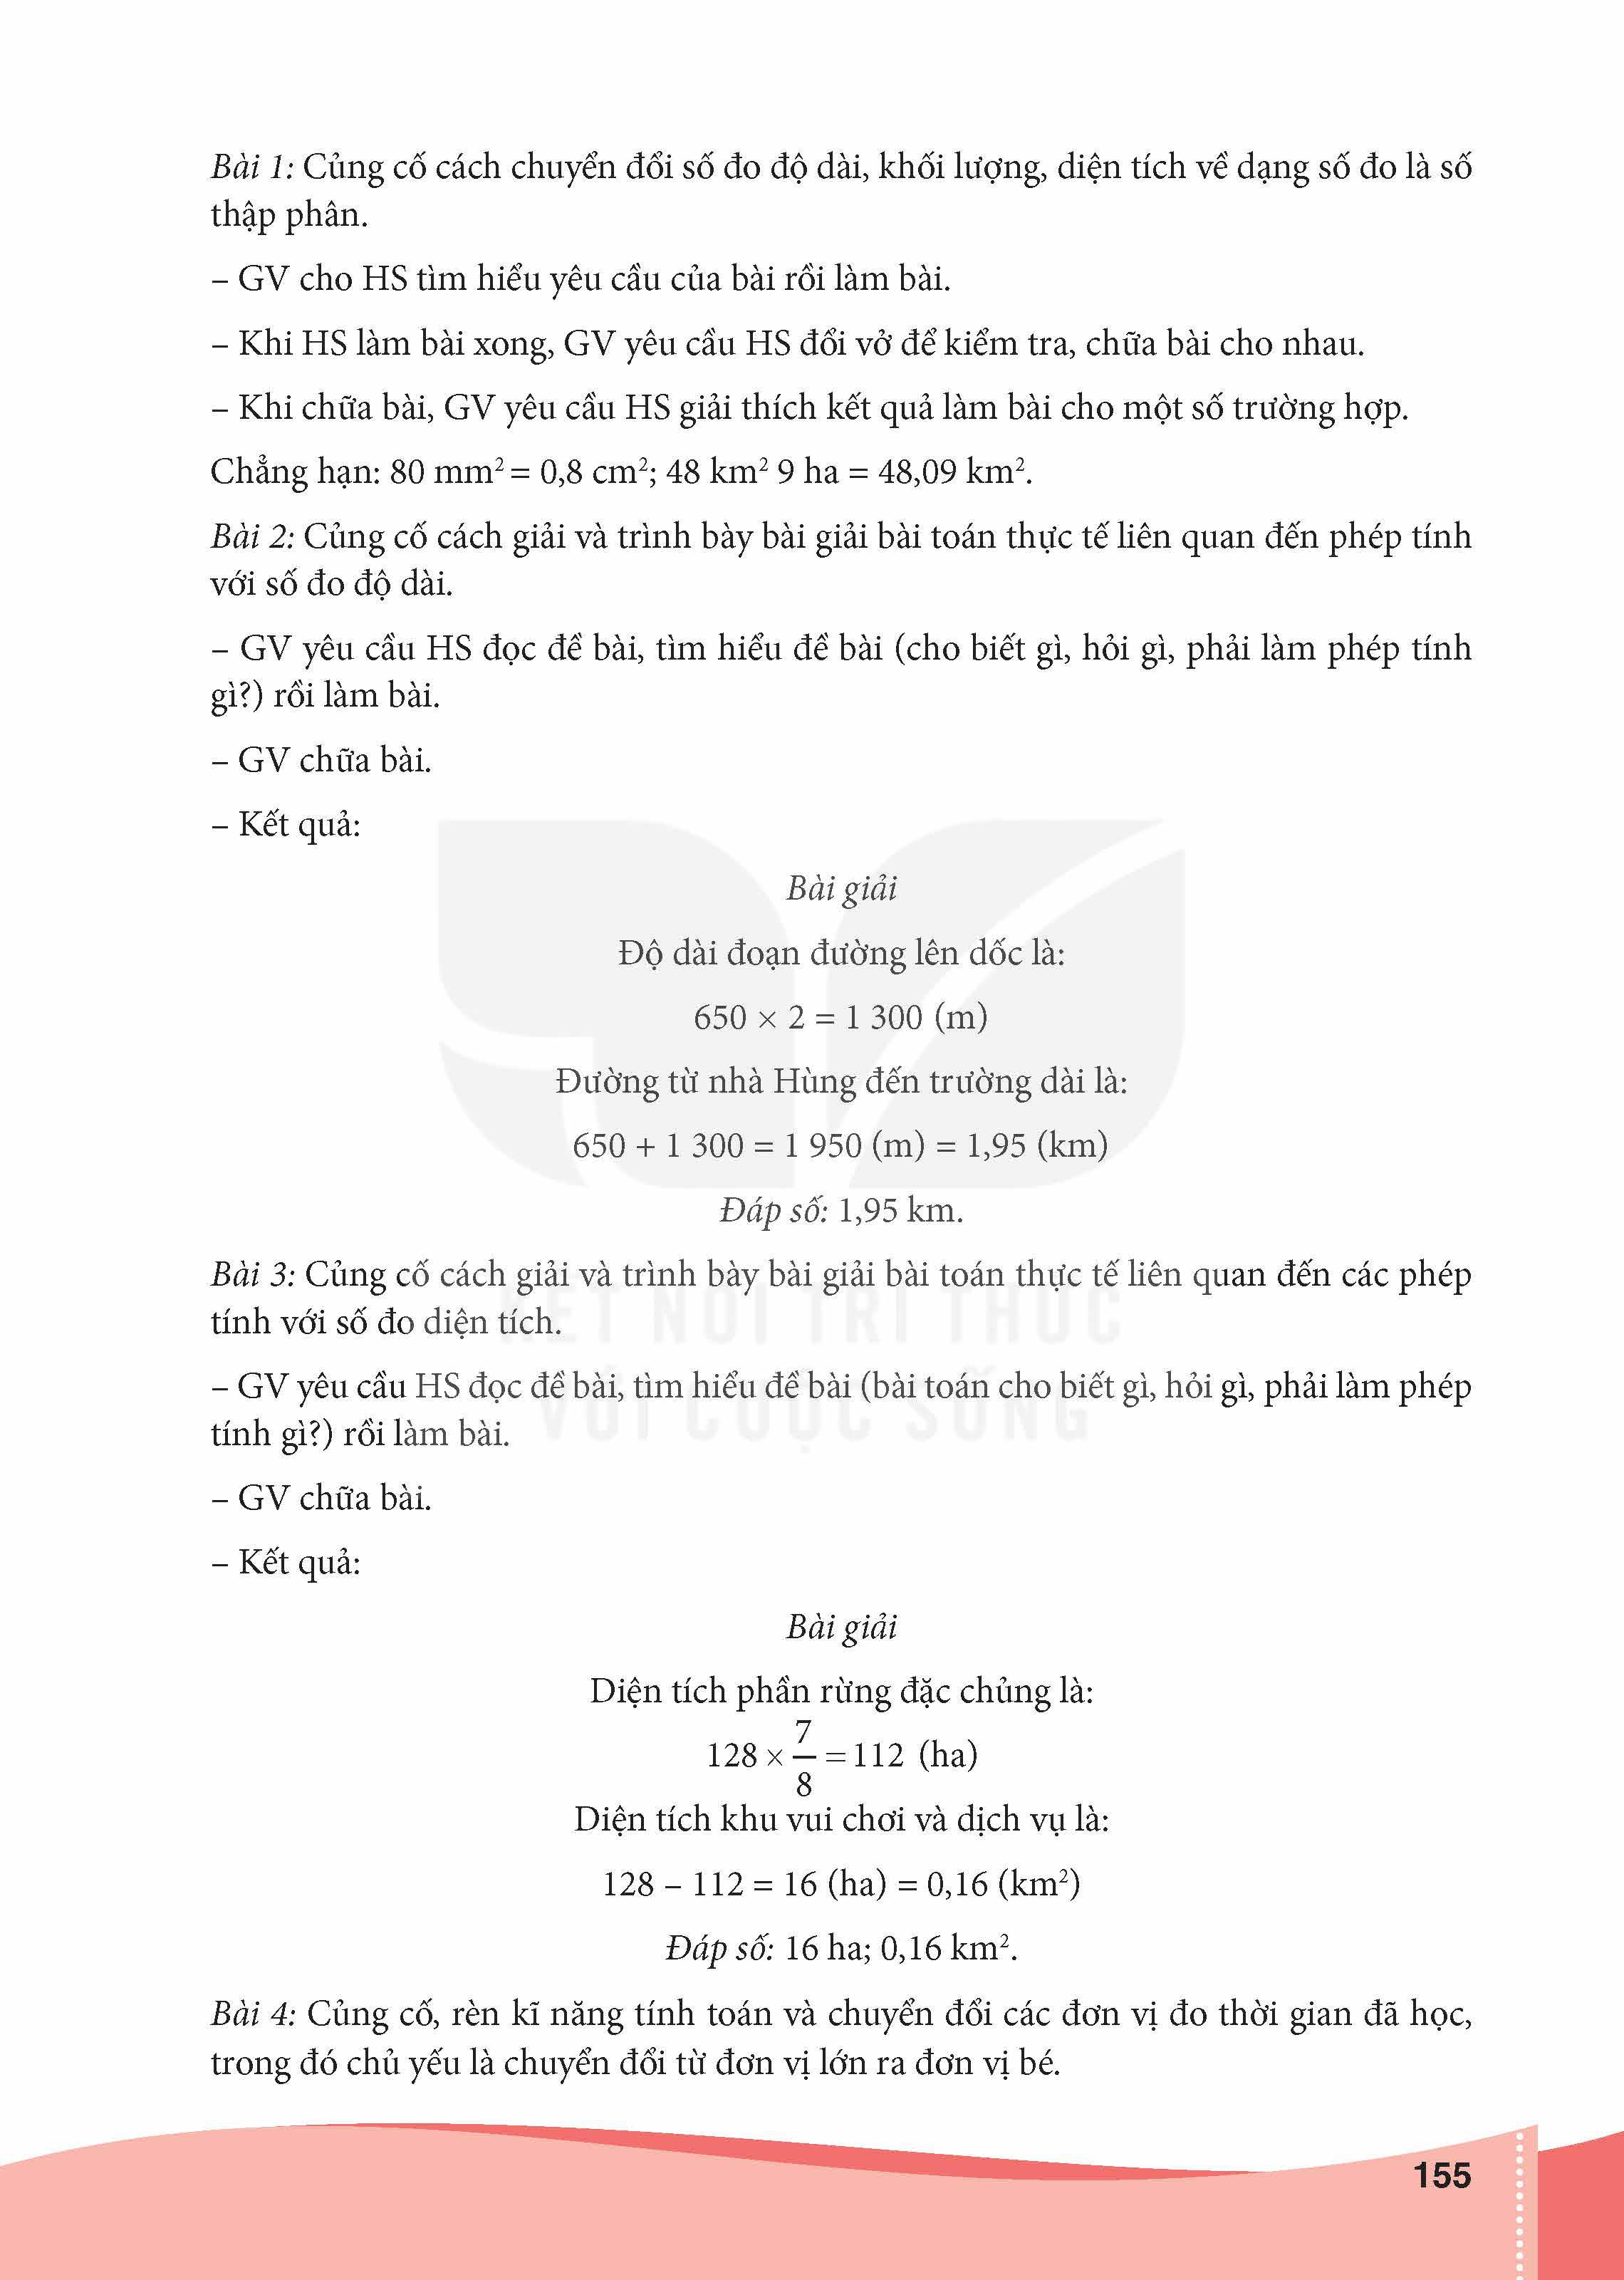 Bài 1: Củng cố cách chuyển đổi số đo độ dài, khối lượng, diện tích về dạng số đo là số
thập phân.
– GV cho HS tìm hiểu yêu cầu của bài rồi làm bài.
– Khi HS làm bài xong, GV yêu cầu HS đổi vở để kiểm tra, chữa bài cho nhau.
– Khi chữa bài, GV yêu cầu HS giải thích kết quả làm bài cho một số trường hợp.
Chẳng hạn: 80 mm² = 0,8 cm²; 48 km² 9 ha = 48,09 km².
Bài 2: Củng cố cách giải và trình bày bài giải bài toán thực tế liên quan đến phép tính
với số đo độ dài.
– GV yêu cầu HS đọc đề bài, tìm hiểu đề bài (cho biết gì, hỏi gì, phải làm phép tính
gì?) rồi làm bài.
– GV chữa bài.
– Kết quả:
Bài giải
Độ dài đoạn đường lên dốc là:
650 × 2 = 1 300 (m)
Đường từ nhà Hùng đến trường dài là:
650 + 1 300 = 1 950 (m) = 1,95 (km)
Đáp số: 1,95 km.
Bài 3: Củng cố cách giải và trình bày bài giải bài toán thực tế liên quan đến các phép
tính với số đo diện tích.
KẾT NỐI TRI THỨC
– GV yêu cầu HS đọc đề bài, tìm hiểu đề bài (bài toán cho biết gì, hỏi gì, phải làm phép
tính gì?) rồi làm bài.
VỚI CUỘC SỐNG
– GV chữa bài.
– Kết quả:
Bài giải
Diện tích phần rừng đặc chủng là:
128 × 7/8 = 112 (ha)
Diện tích khu vui chơi và dịch vụ là:
128 – 112 = 16 (ha) = 0,16 (km²)
Đáp số: 16 ha; 0,16 km².
Bài 4: Củng cố, rèn kĩ năng tính toán và chuyển đổi các đơn vị đo thời gian đã học,
trong đó chủ yếu là chuyển đổi từ đơn vị lớn ra đơn vị bé.
155